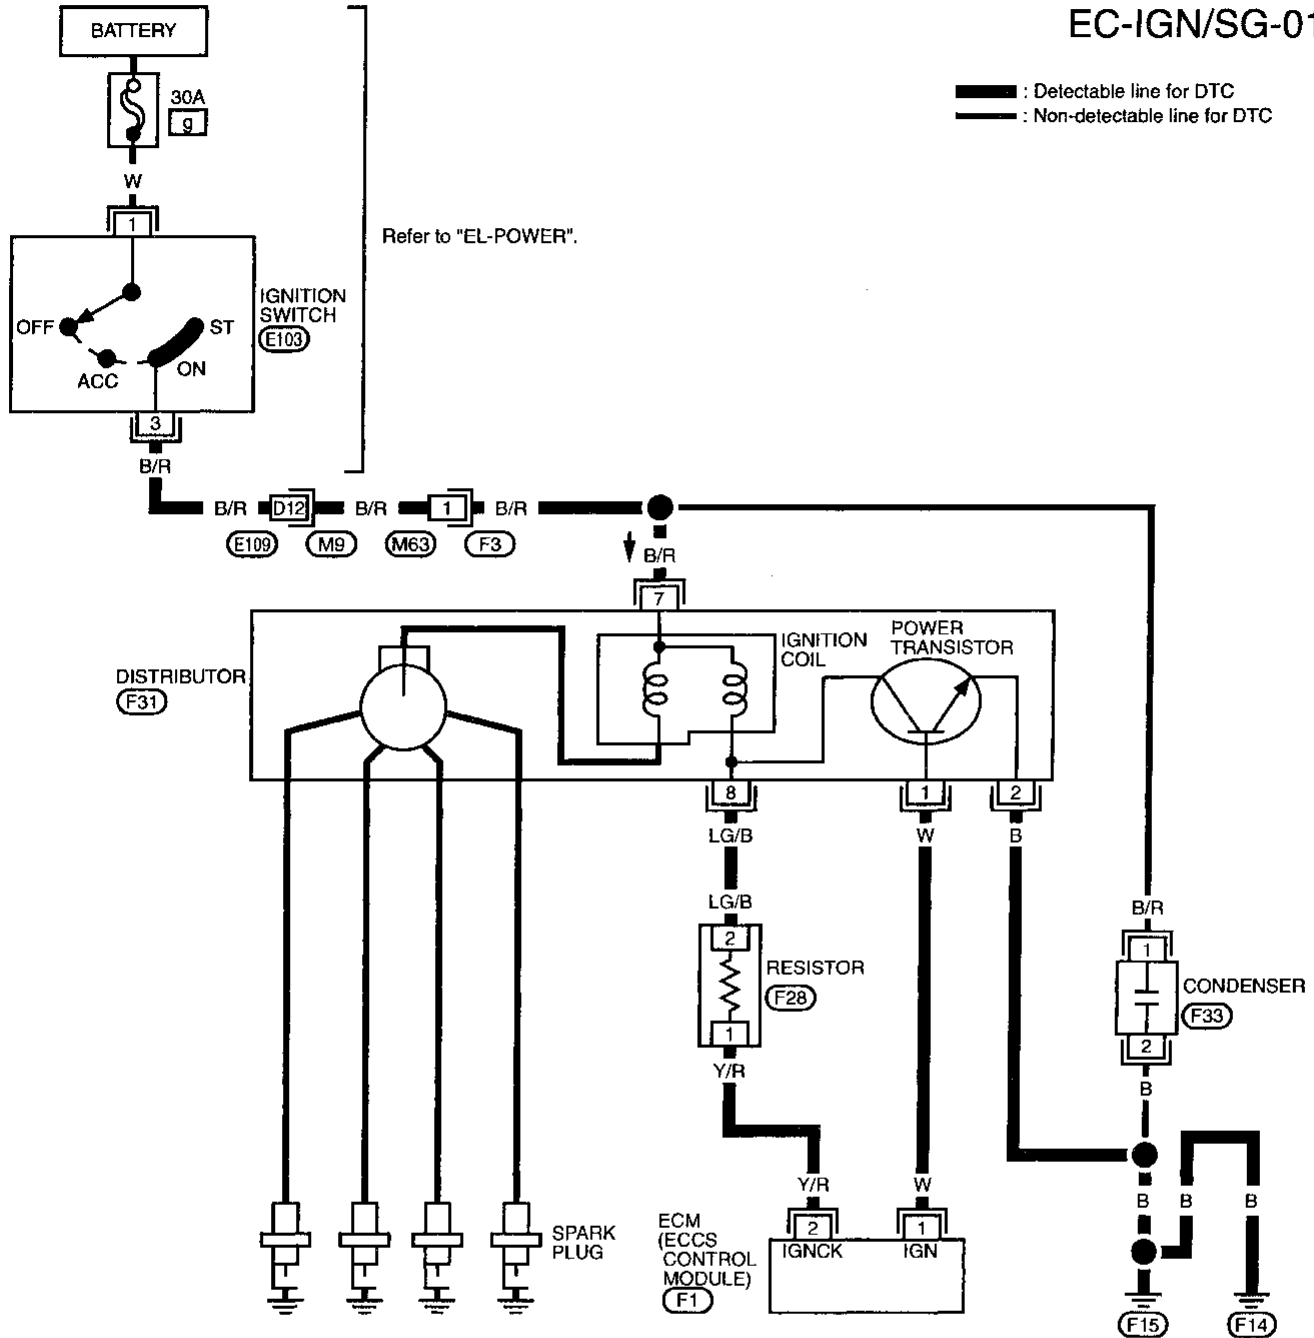 EC-IGN/SG-01
BATTERY
30A
g
: Detectable line for DTC
: Non-detectable line for DTC
W
1
Refer to "EL-POWER".
IGNITION
SWITCH
E103
OFF
ST
ACC
ON
3
B/R
B/R
D12
B/R
1
B/R
E109
M9
M63
F3
B/R
7
DISTRIBUTOR
F31
IGNITION
COIL
POWER
TRANSISTOR
8
1
2
LG/B
W
B
LG/B
B/R
2
1
RESISTOR
F28
CONDENSER
F33
1
2
Y/R
B
Y/R
W
B
B
B
SPARK
PLUG
ECM
(ECCS
CONTROL
MODULE)
F1
2
1
IGNCK
IGN
F15
F14